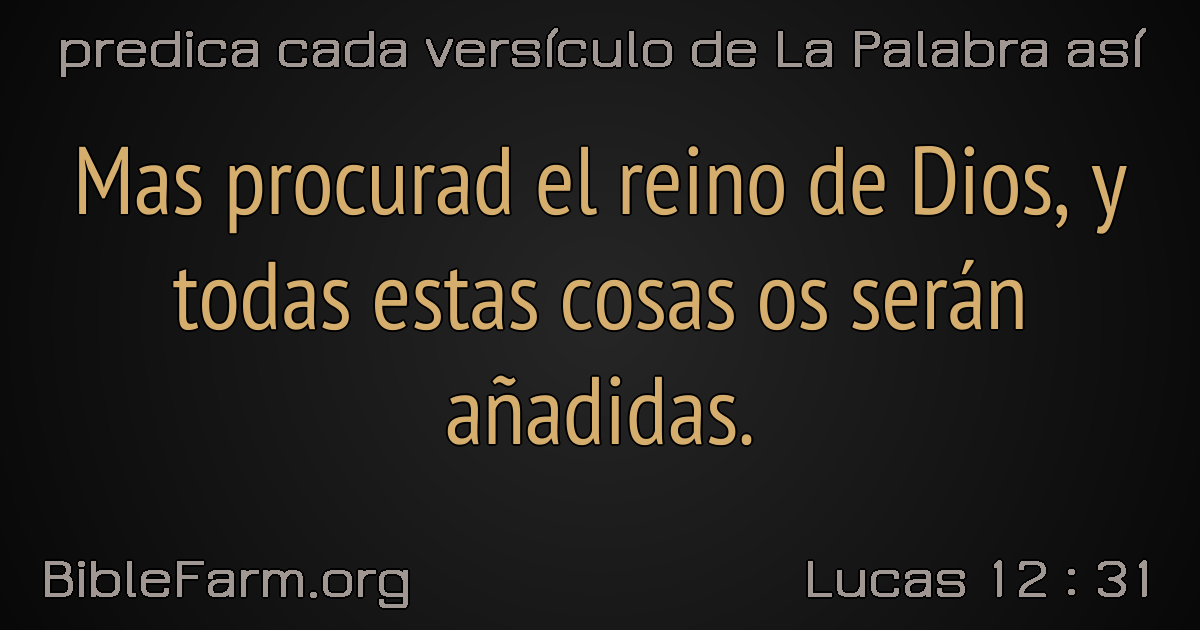 predica cada versículo de La Palabra así
Mas procurad el reino de Dios, y
todas estas cosas os serán
añadidas.
BibleFarm.org
Lucas 12 : 31